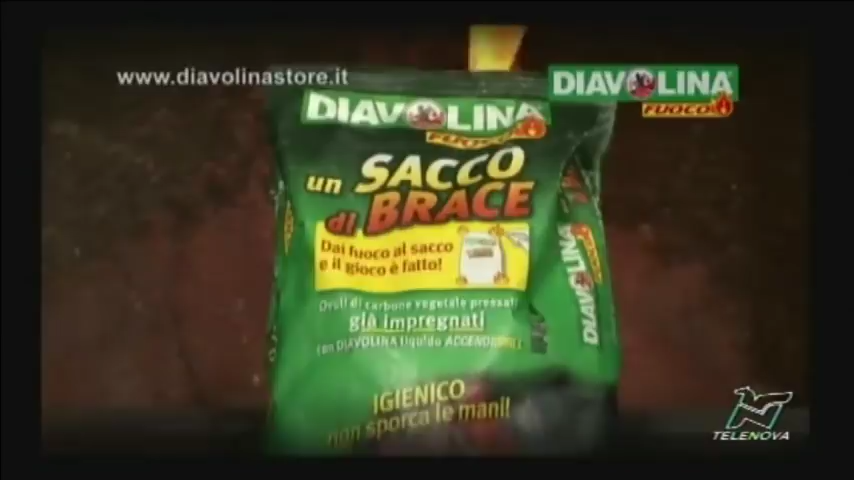 www.diavolinastore.it
DIAVOLINA
FUOCO
DIAVOLINA
FUOCO
un SACCO
di BRACE
Dai fuoco al sacco
e il gioco è fatto!
Ovuli di carbone vegetale pressati
già impregnati
con DIAVOLINA liquido
IGIENICO
non sporca le mani!
DIAVOLINA
TELENOVA